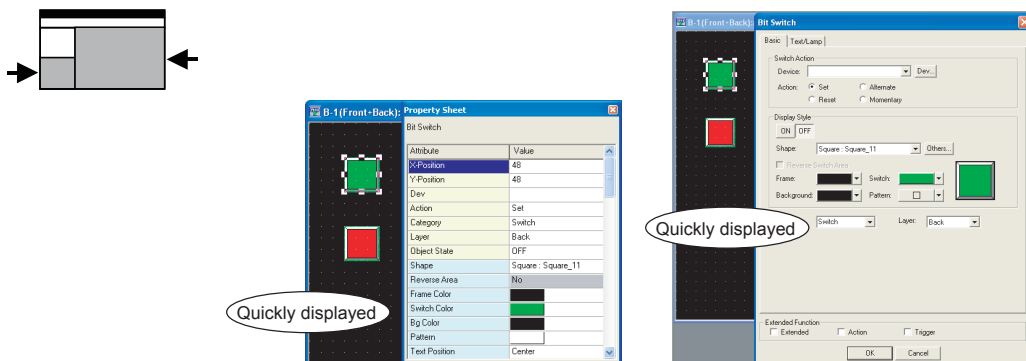 B-1(Front+Back):
Property Sheet
Bit Switch
Attribute Value
X-Position 48
Y-Position 48
Dev
Action Set
Category Switch
Layer Back
Object State OFF
Shape Square : Square_11
Reverse Area No
Frame Color
Switch Color
Bg Color
Pattern
Text Position Center
Quickly displayed
B-1(Front+Back)
Bit Switch
Basic Text/Lamp
Switch Action
Device: Dev...
Action: Set Alternate
Reset Momentary
Display Style
ON OFF
Shape: Square : Square_11 Others...
Reverse Switch Area
Frame: Switch:
Background: Pattern:
Switch Layer: Back
Quickly displayed
Extended Function
Extended Action Trigger
OK Cancel